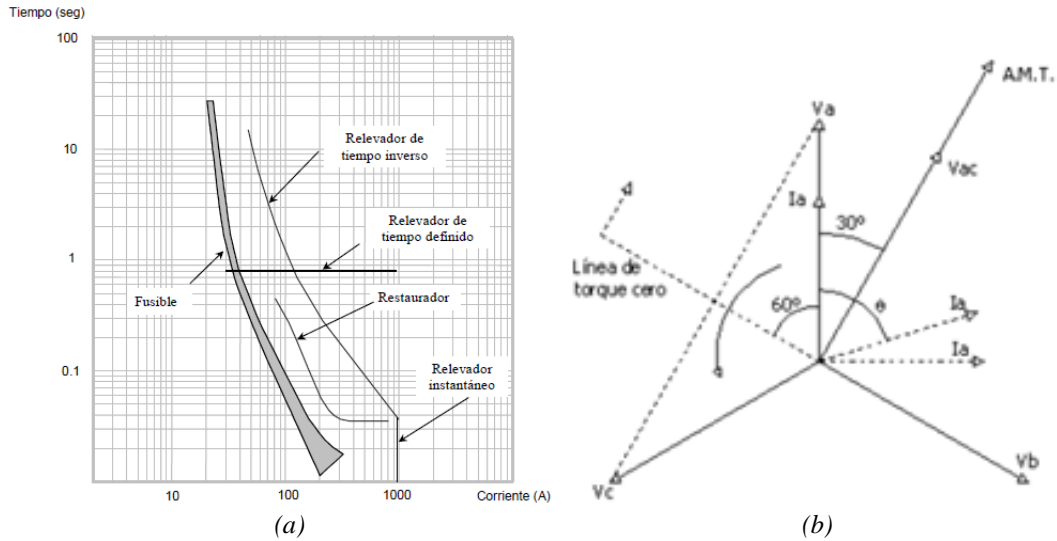 Tiempo (seg)
100
10
1
0.1
Relevador de
tiempo inverso
Relevador de
tiempo definido
Fusible
Restaurador
Relevador
instantáneo
10
100
1000
Corriente (A)
(a)
A.M.T.
Va
Vac
Ia
30º
Línea de
torque cero
60º
θ
Ia
Ia
Vc
Vb
(b)